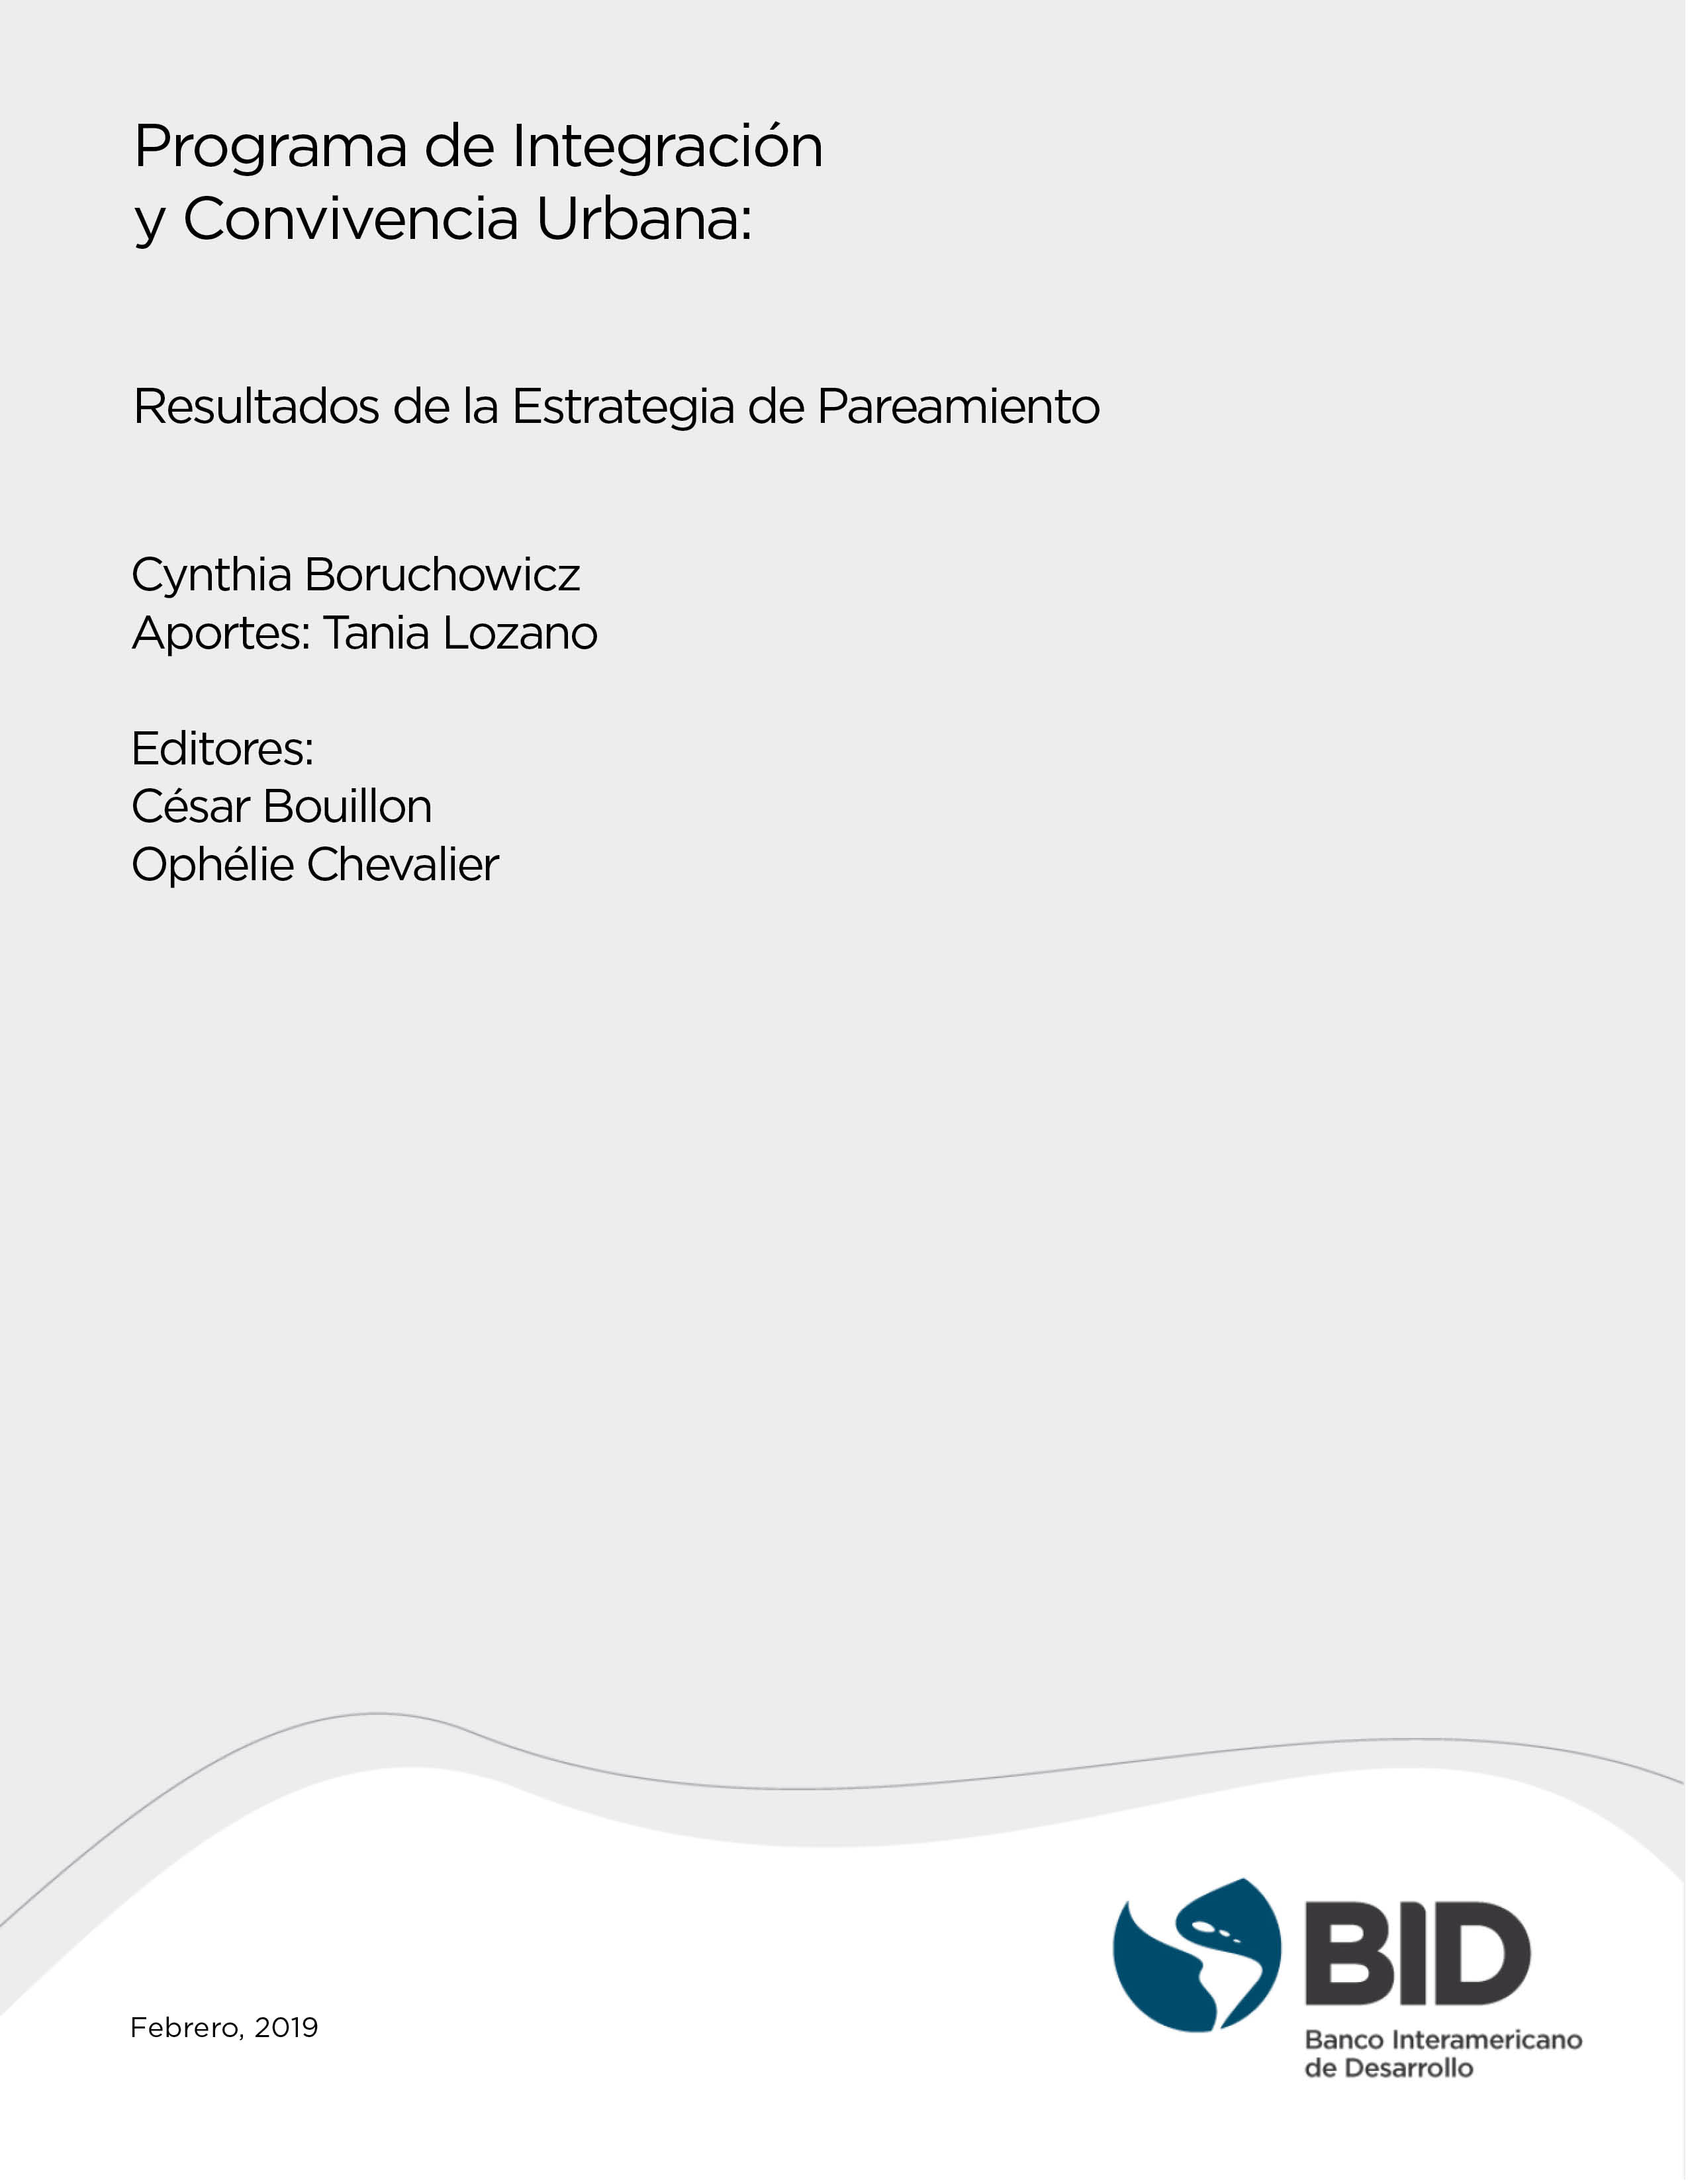 Programa de Integración
y Convivencia Urbana:
Resultados de la Estrategia de Pareamiento
Cynthia Boruchowicz
Aportes: Tania Lozano
Editores:
César Bouillon
Ophélie Chevalier
Febrero, 2019
BID
Banco Interamericano
de Desarrollo